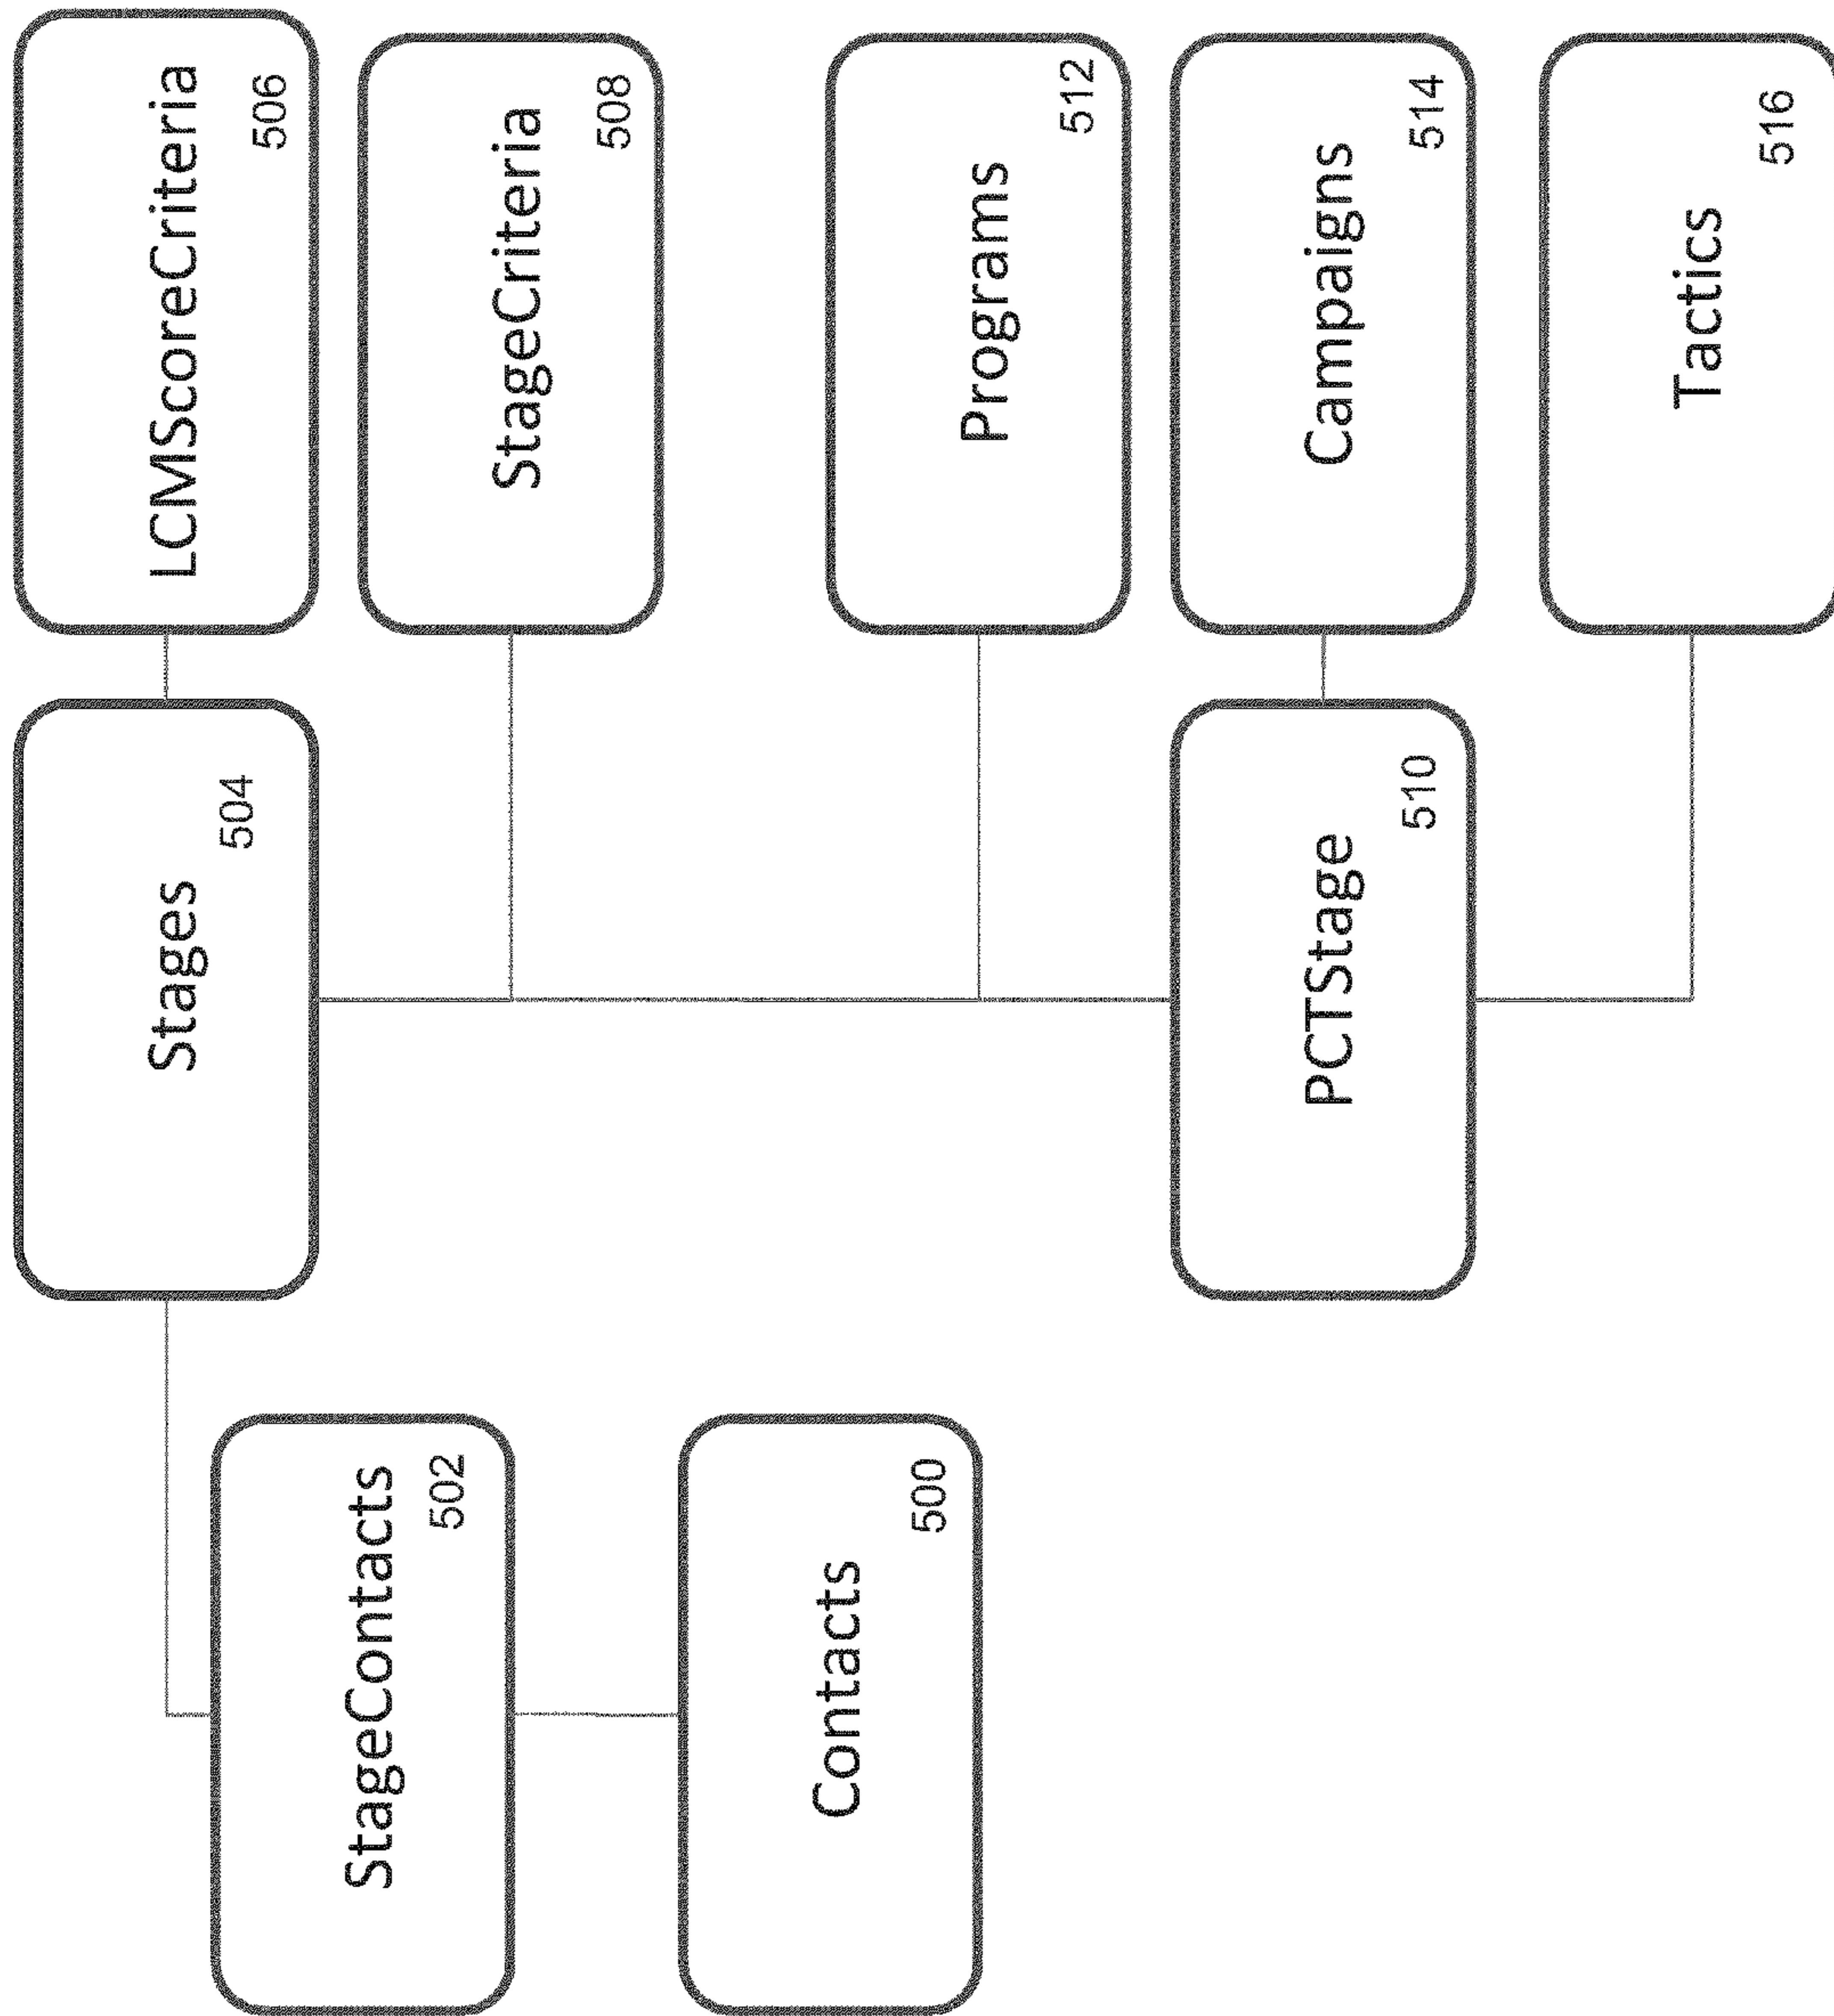 StageContacts
502
Contacts
500
Stages
504
PCTStage
510
LCMScoreCriteria
506
StageCriteria
508
Programs
512
Campaigns
514
Tactics
516